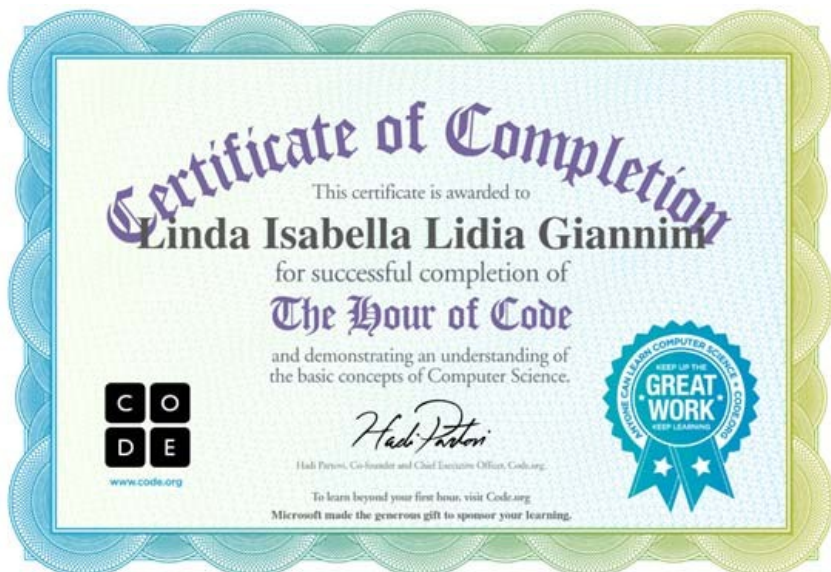 Certificate of Completion
This certificate is awarded to
Linda Isabella Lidia Giannini
for successful completion of
The Hour of Code
and demonstrating an understanding of
the basic concepts of Computer Science.
C O
D E
www.code.org
Hadi Partovi
Hadi Partovi, Co-founder and Chief Executive Officer, Code.org
To learn beyond your first hour, visit Code.org
Microsoft made the generous gift to sponsor your learning.
ANYONE CAN LEARN COMPUTER SCIENCE • CODE.ORG
KEEP UP THE
GREAT
WORK
KEEP LEARNING